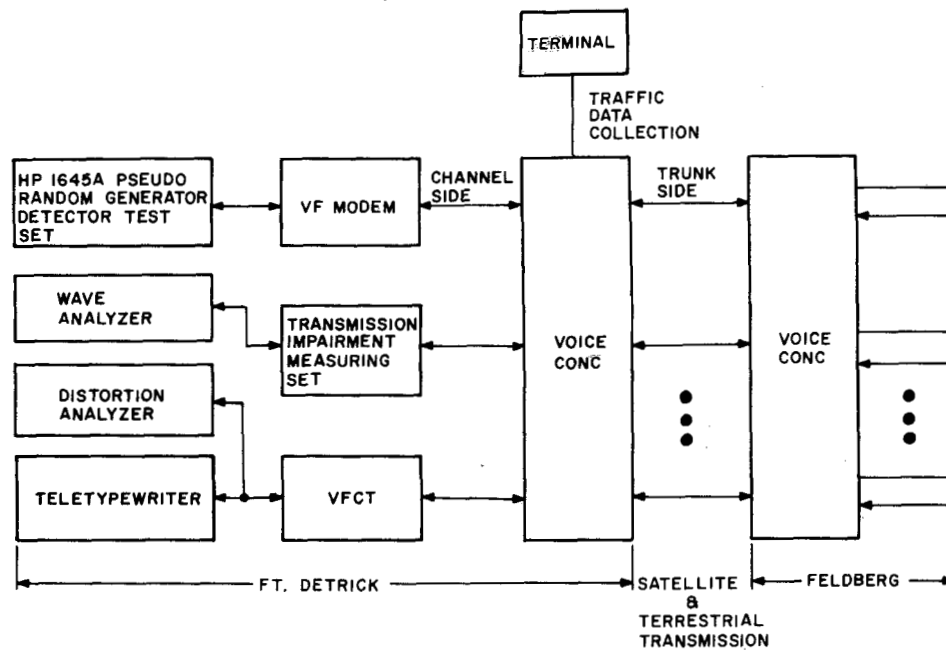 TERMINAL
TRAFFIC
DATA
COLLECTION
HP 1645A PSEUDO
RANDOM GENERATOR
DETECTOR TEST
SET
VF MODEM
CHANNEL
SIDE
TRUNK
SIDE
WAVE
ANALYZER
TRANSMISSION
IMPAIRMENT
MEASURING
SET
VOICE
CONC
VOICE
CONC
DISTORTION
ANALYZER
TELETYPEWRITER
VFCT
FT. DETRICK
SATELLITE
&
TERRESTRIAL
TRANSMISSION
FELDBERG